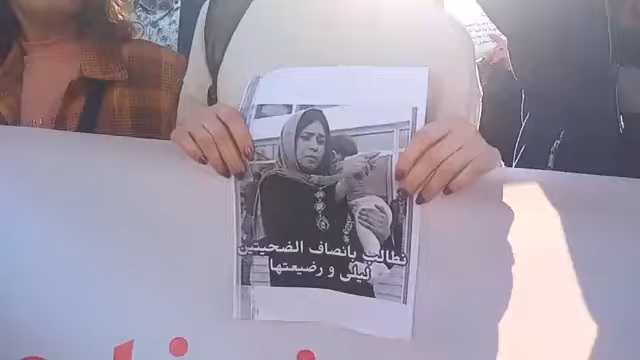 نطالب بانصاف الضحيتين
ليلى و رضيعتها